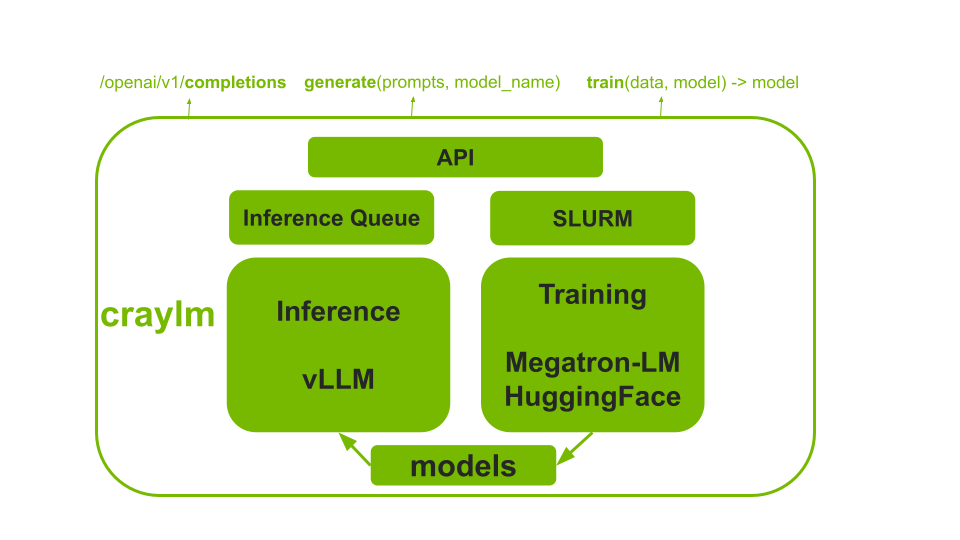 /openai/v1/completions
generate(prompts, model_name)
train(data, model) -> model
API
Inference Queue
SLURM
craylm
Inference
vLLM
Training
Megatron-LM
HuggingFace
models